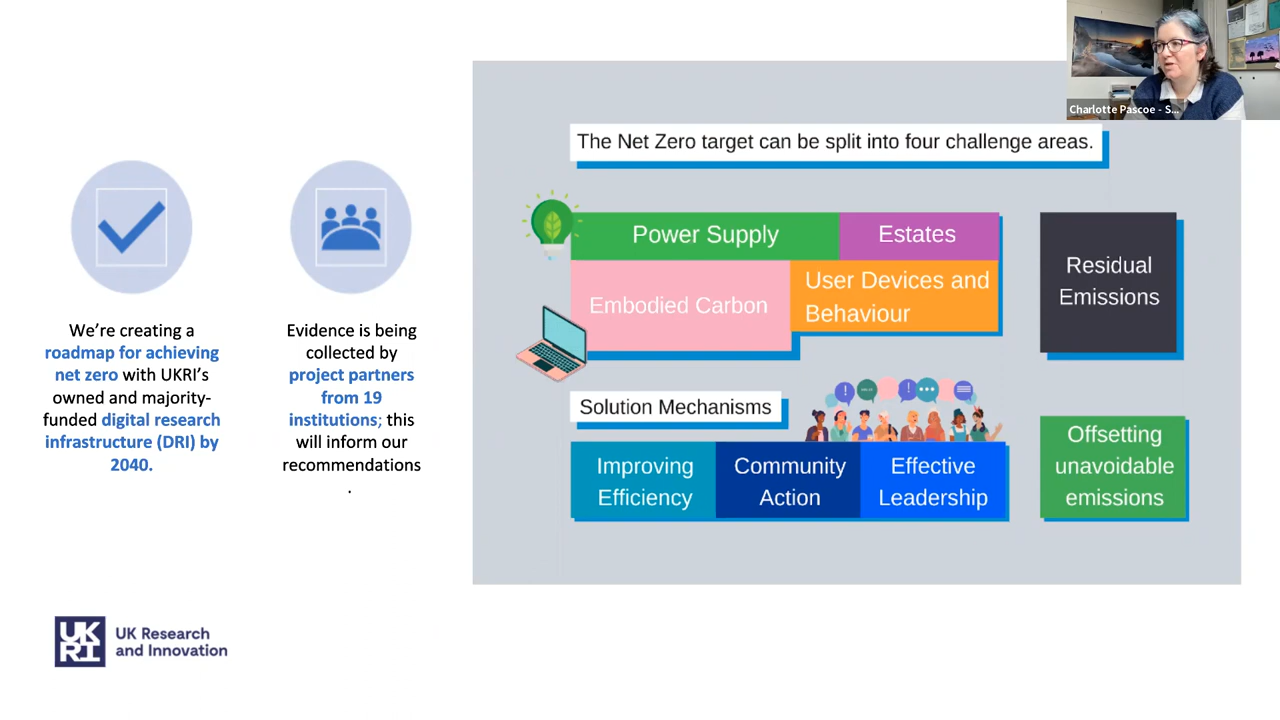 Charlotte Pascoe - S...
We're creating a
roadmap for achieving
net zero with UKRI's
owned and majority-
funded digital research
infrastructure (DRI) by
2040.
Evidence is being
collected by
project partners
from 19
institutions; this
will inform our
recommendations
.
The Net Zero target can be split into four challenge areas.
Power Supply
Estates
Embodied Carbon
User Devices and
Behaviour
Residual
Emissions
Solution Mechanisms
Improving
Efficiency
Community
Action
Effective
Leadership
Offsetting
unavoidable
emissions
UK
RI
UK Research
and Innovation